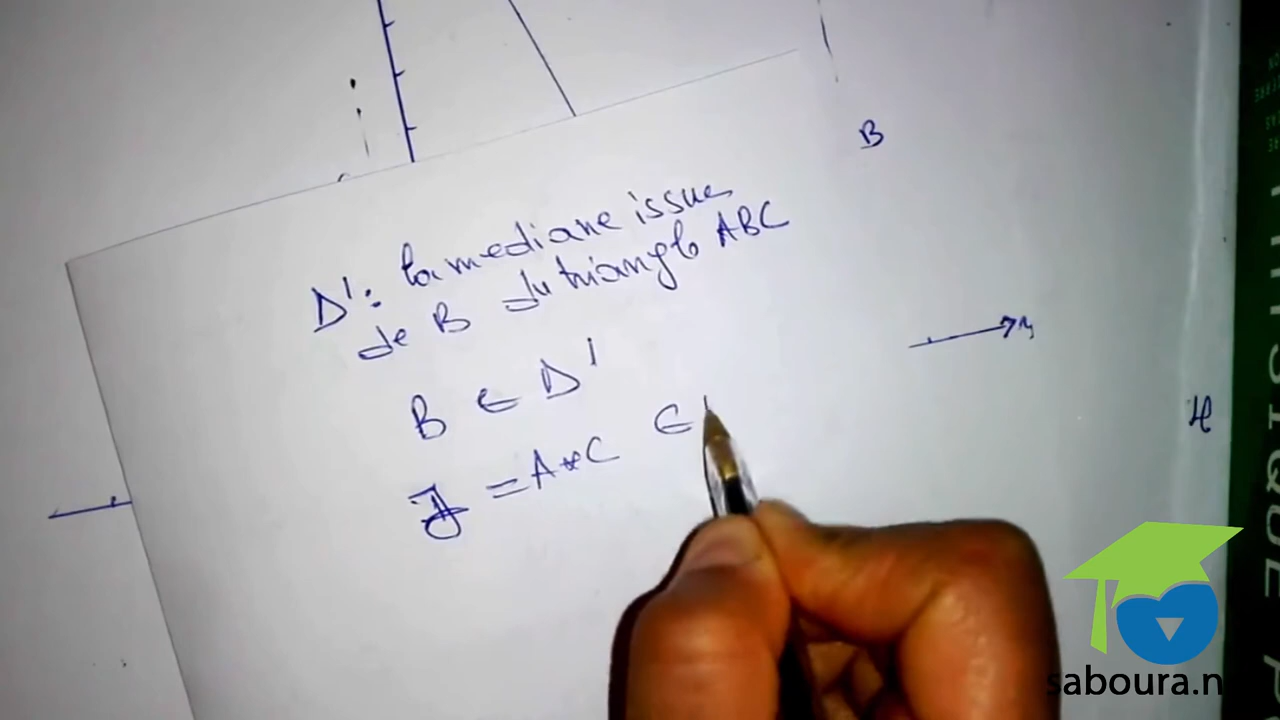 B
D': la mediane issue
de B du triangle ABC
B ∈ D'
J = A*C ∈
H
saboura.n